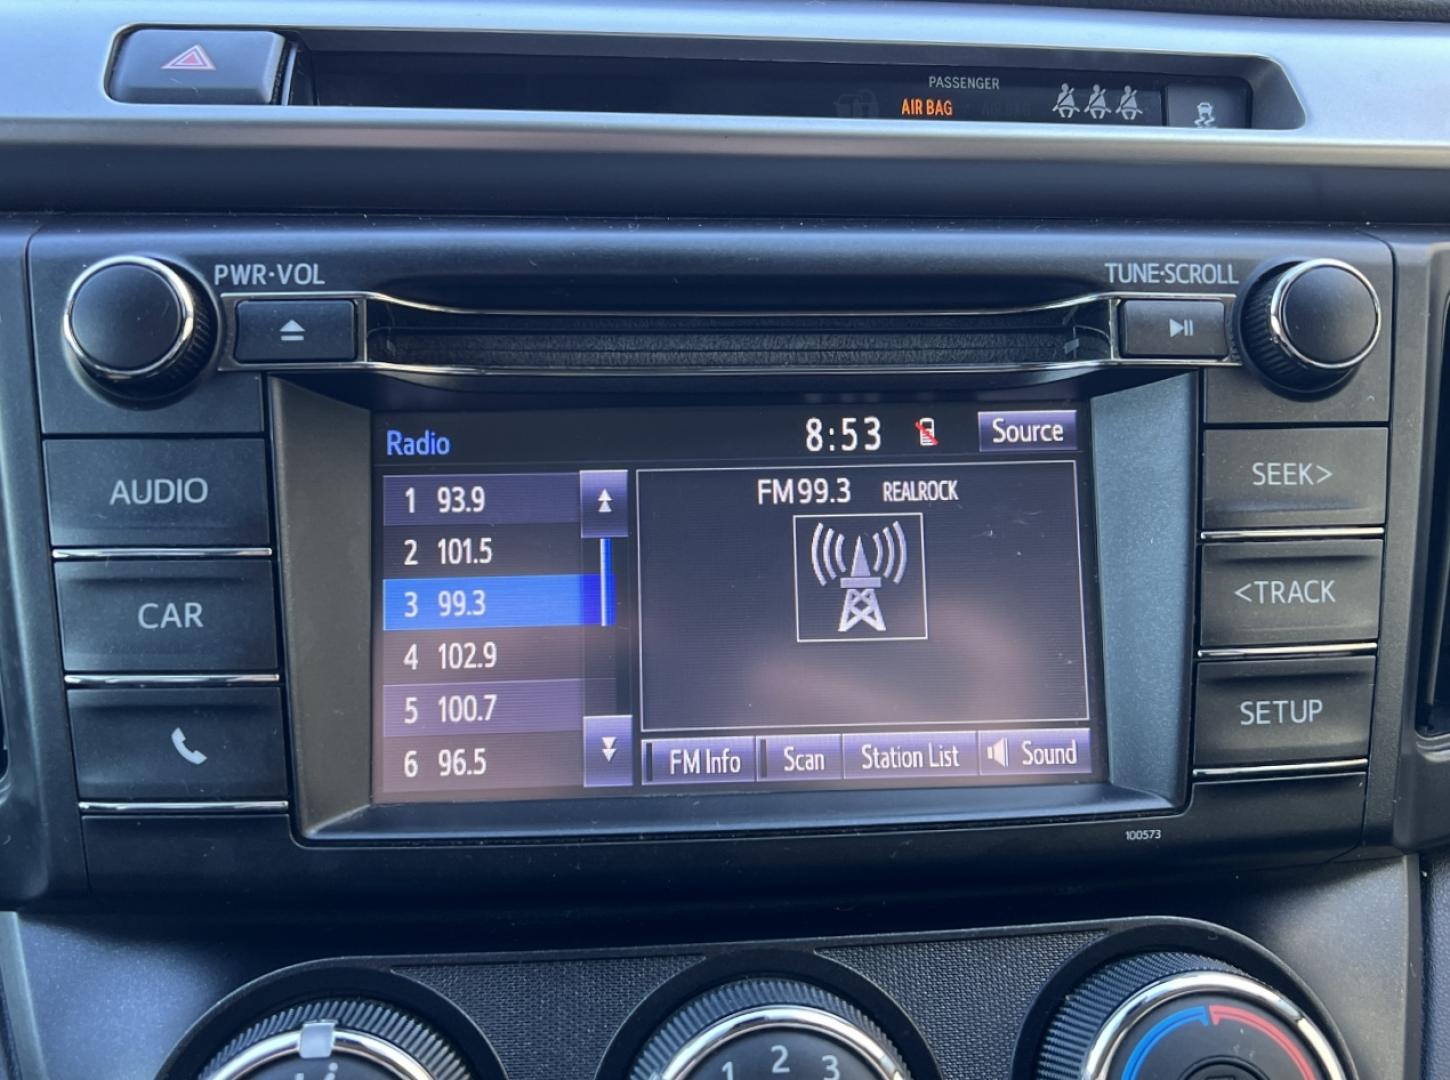 PASSENGER
AIR BAG
PWR·VOL
TUNE·SCROLL
AUDIO
CAR
SEEK>
<TRACK
SETUP
Radio
8:53
Source
1 93.9
2 101.5
3 99.3
4 102.9
5 100.7
6 96.5
FM 99.3 REALROCK
FM Info
Scan
Station List
Sound
100573
1 2 3